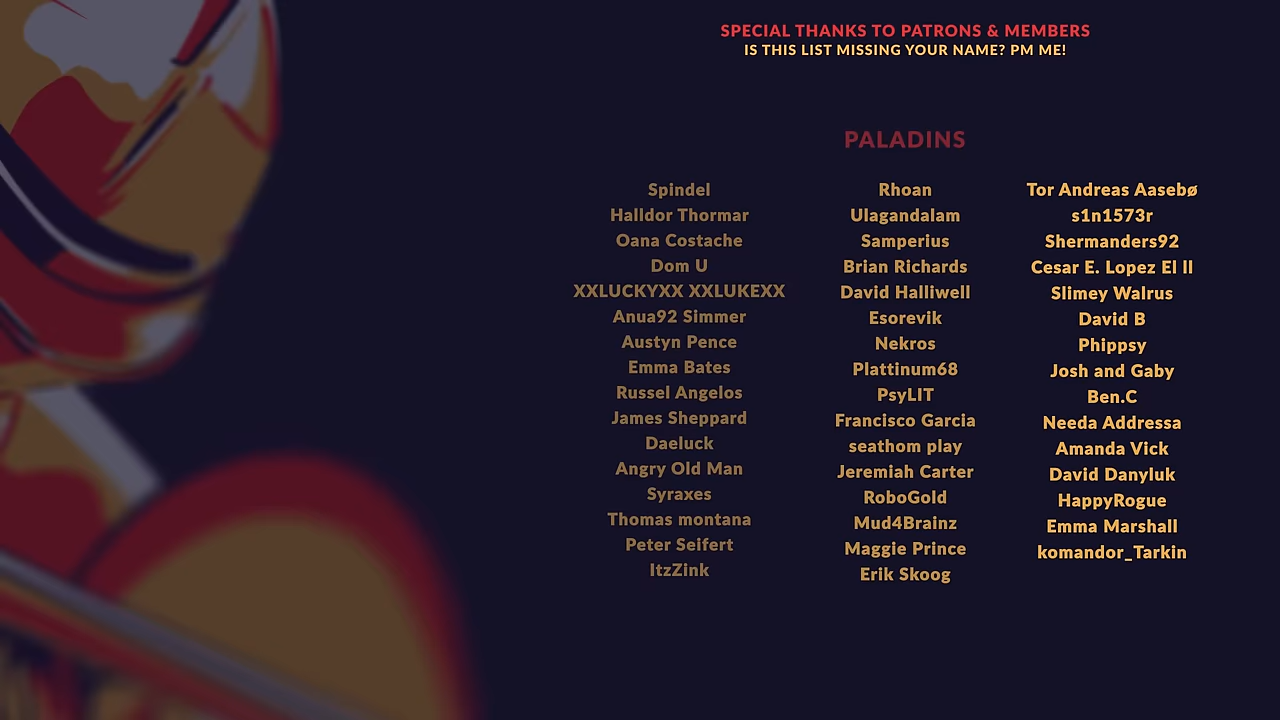 SPECIAL THANKS TO PATRONS & MEMBERS
IS THIS LIST MISSING YOUR NAME? PM ME!
PALADINS
Spindel
Halldor Thormar
Oana Costache
Dom U
XXLUCKYXX XXLUKEXX
Anua92 Simmer
Austyn Pence
Emma Bates
Russel Angelos
James Sheppard
Daeluck
Angry Old Man
Syraxes
Thomas montana
Peter Seifert
ItzZink
Rhoan
Ulagandalam
Samperius
Brian Richards
David Halliwell
Esorevik
Nekros
Plattinum68
PsyLIT
Francisco Garcia
seathom play
Jeremiah Carter
RoboGold
Mud4Brainz
Maggie Prince
Erik Skoog
Tor Andreas Aasebø
s1n1573r
Shermanders92
Cesar E. Lopez El II
Slimey Walrus
David B
Phippsy
Josh and Gaby
Ben.C
Needa Addressa
Amanda Vick
David Danyluk
HappyRogue
Emma Marshall
komandor_Tarkin